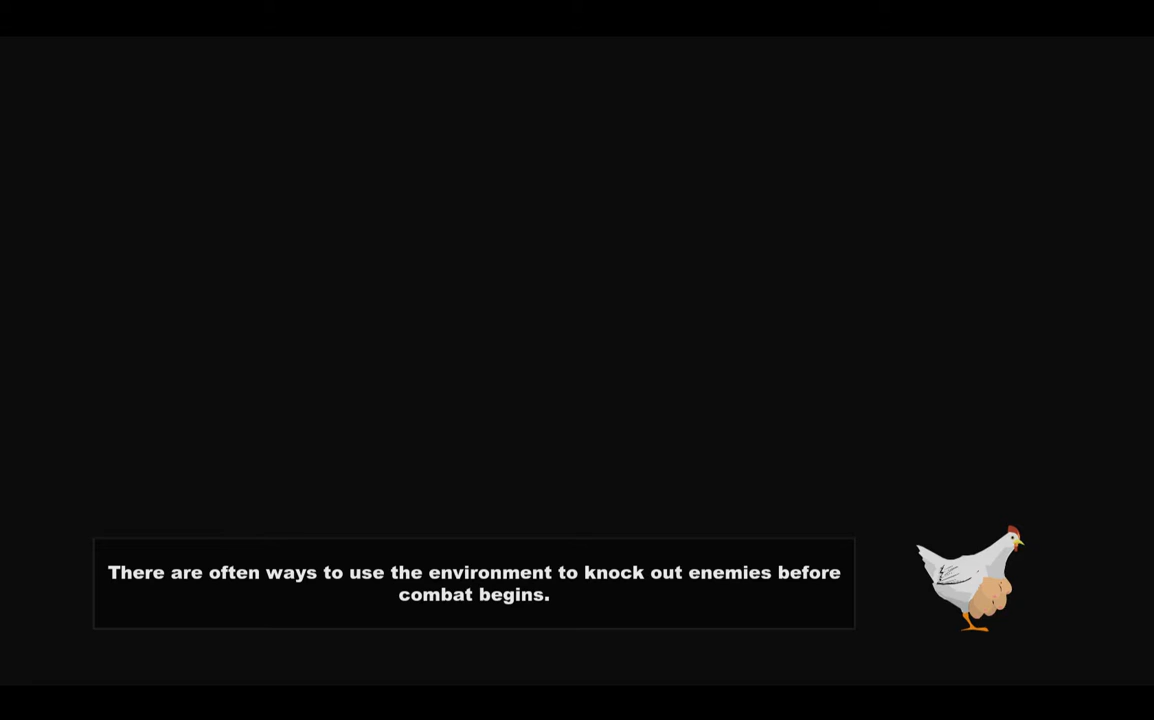 There are often ways to use the environment to knock out enemies before
combat begins.